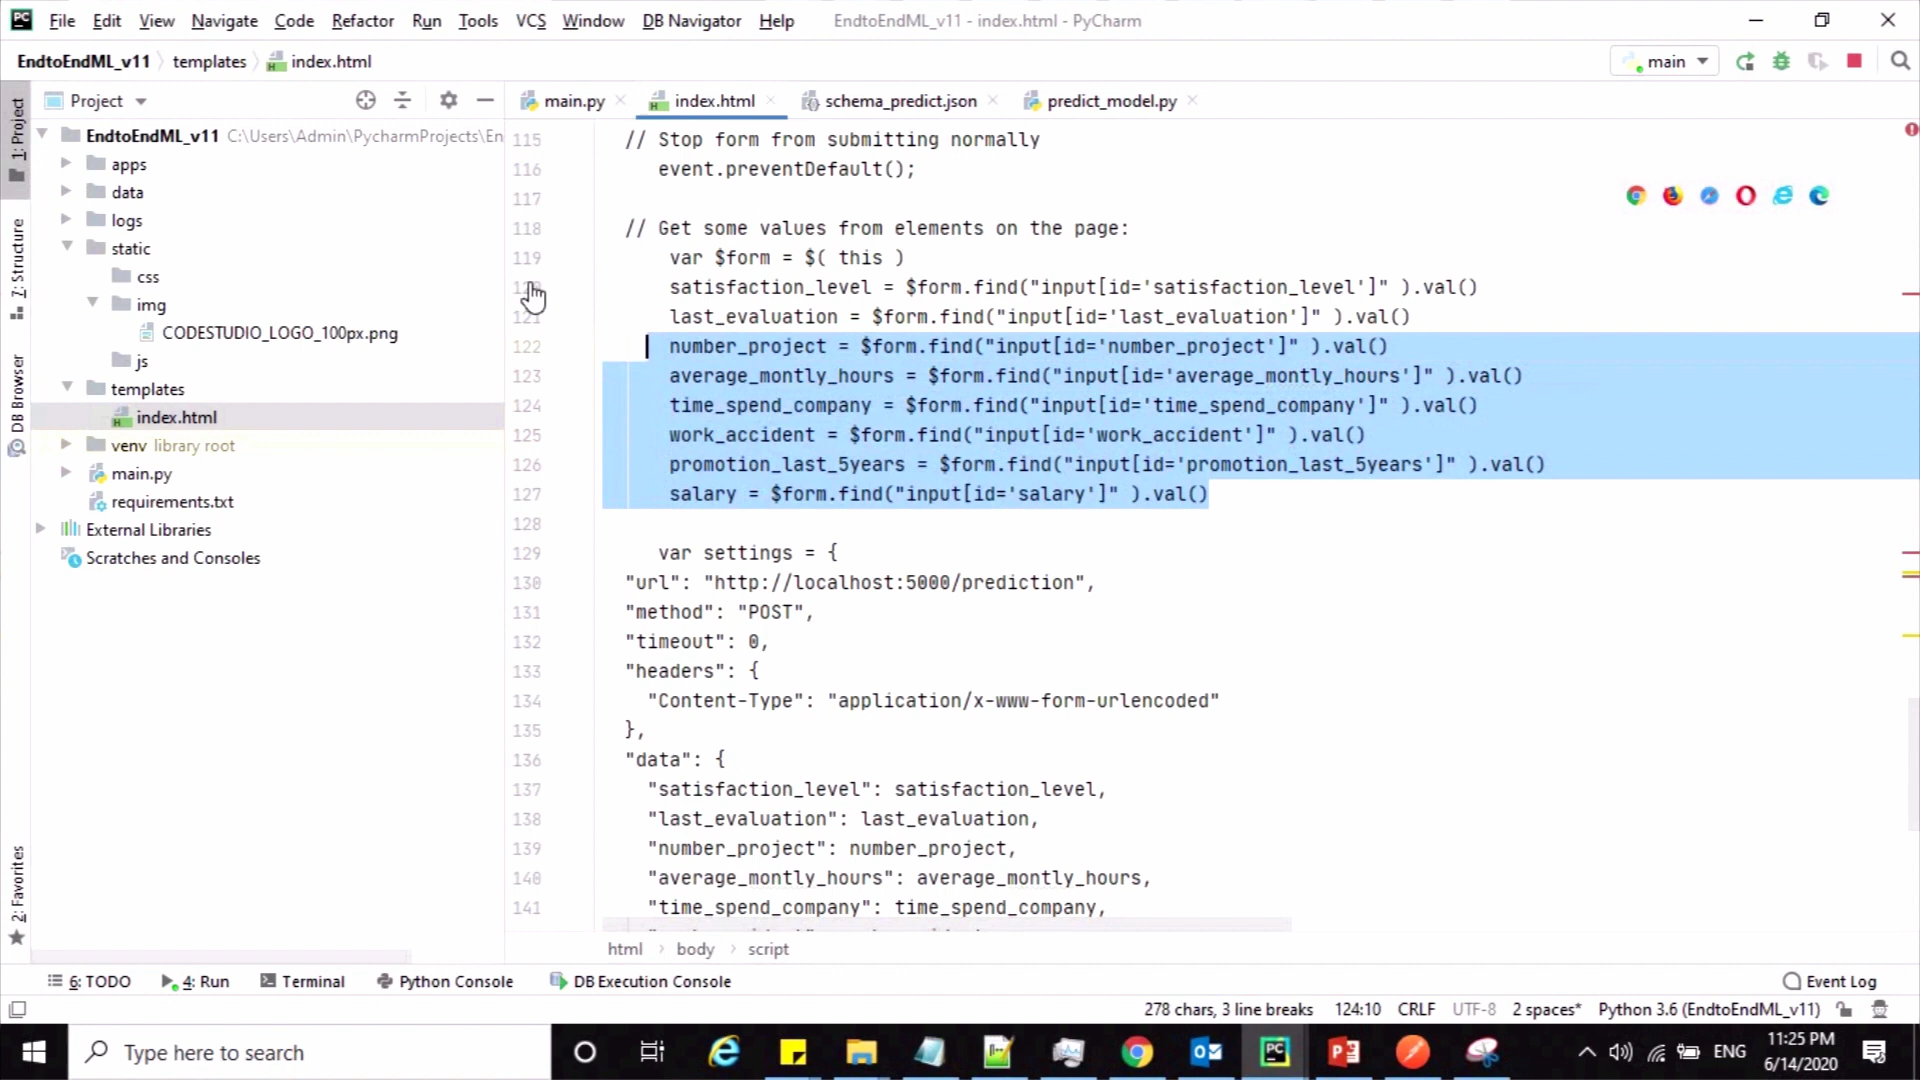 File Edit View Navigate Code Refactor Run Tools VCS Window DB Navigator Help EndtoEndML_v11 - index.html - PyCharm
EndtoEndML_v11 templates index.html main
1: Project
7: Structure
DB Browser
2: Favorites
Project
EndtoEndML_v11 C:\Users\Admin\PycharmProjects\En
apps
data
logs
static
css
img
CODESTUDIO_LOGO_100px.png
js
templates
index.html
venv library root
main.py
requirements.txt
External Libraries
Scratches and Consoles
main.py index.html schema_predict.json predict_model.py
115 // Stop form from submitting normally
116 event.preventDefault();
117
118 // Get some values from elements on the page:
119 var $form = $( this )
satisfaction_level = $form.find("input[id='satisfaction_level']" ).val()
121 last_evaluation = $form.find("input[id='last_evaluation']" ).val()
122 number_project = $form.find("input[id='number_project']" ).val()
123 average_montly_hours = $form.find("input[id='average_montly_hours']" ).val()
124 time_spend_company = $form.find("input[id='time_spend_company']" ).val()
125 work_accident = $form.find("input[id='work_accident']" ).val()
126 promotion_last_5years = $form.find("input[id='promotion_last_5years']" ).val()
127 salary = $form.find("input[id='salary']" ).val()
128
129 var settings = {
130 "url": "http://localhost:5000/prediction",
131 "method": "POST",
132 "timeout": 0,
133 "headers": {
134 "Content-Type": "application/x-www-form-urlencoded"
135 },
136 "data": {
137 "satisfaction_level": satisfaction_level,
138 "last_evaluation": last_evaluation,
139 "number_project": number_project,
140 "average_montly_hours": average_montly_hours,
141 "time_spend_company": time_spend_company,
html body script
6: TODO 4: Run Terminal Python Console DB Execution Console Event Log
278 chars, 3 line breaks 124:10 CRLF UTF-8 2 spaces* Python 3.6 (EndtoEndML_v11)
Type here to search ENG 11:25 PM
6/14/2020